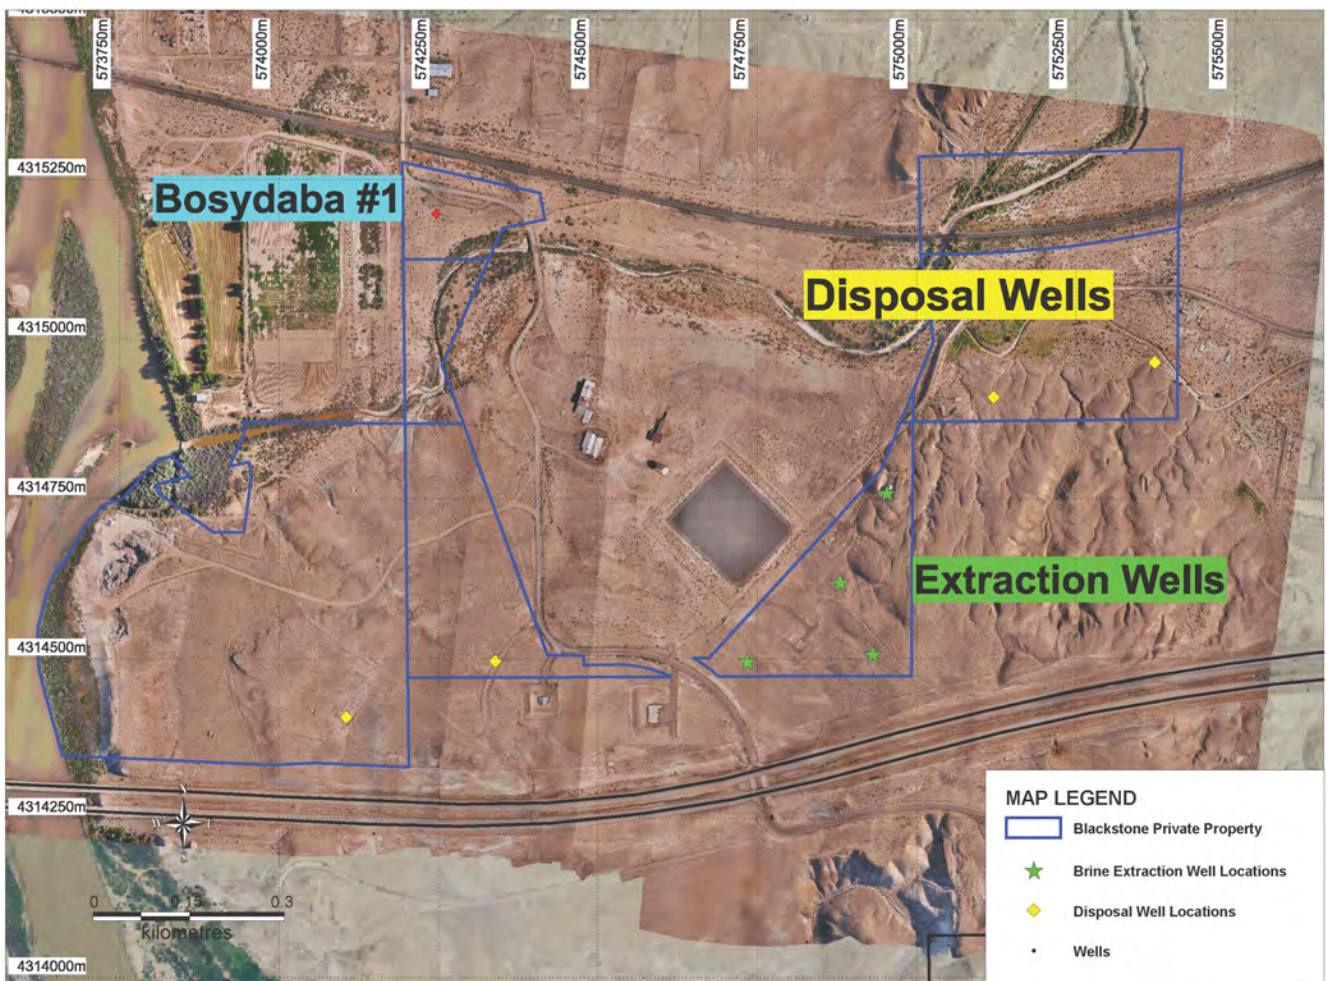 573750m
574000m
574250m
574500m
574750m
575000m
575250m
575500m
4315250m
Bosydaba #1
Disposal Wells
4315000m
4314750m
Extraction Wells
4314500m
4314250m
N
W
E
S
0 0.15 0.3
kilometres
4314000m
MAP LEGEND
Blackstone Private Property
Brine Extraction Well Locations
Disposal Well Locations
Wells